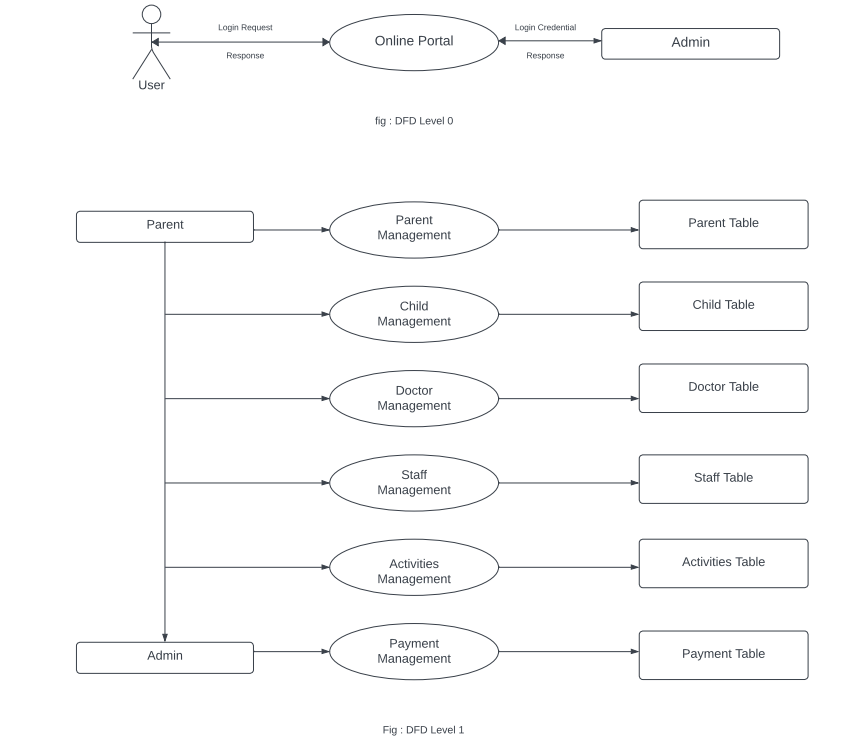 Login Request
Login Credential
Online Portal
Admin
Response
Response
User
fig : DFD Level 0
Parent
Parent
Management
Parent Table
Child
Management
Child Table
Doctor
Management
Doctor Table
Staff
Management
Staff Table
Activities
Management
Activities Table
Admin
Payment
Management
Payment Table
Fig : DFD Level 1